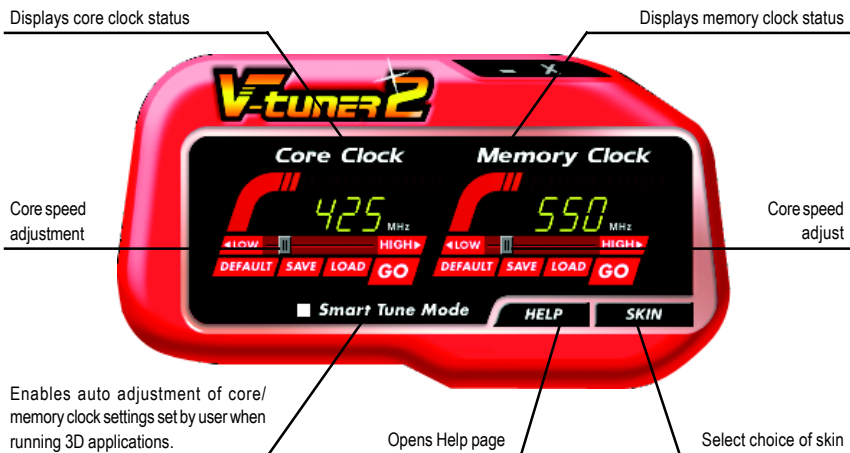 Displays core clock status
Displays memory clock status
V-tuner 2
Core Clock
Memory Clock
Core speed
adjustment
425 MHz
550 MHz
Core speed
adjust
LOW HIGH
LOW HIGH
DEFAULT SAVE LOAD GO
DEFAULT SAVE LOAD GO
Smart Tune Mode
HELP
SKIN
Enables auto adjustment of core/
memory clock settings set by user when
running 3D applications.
Opens Help page
Select choice of skin